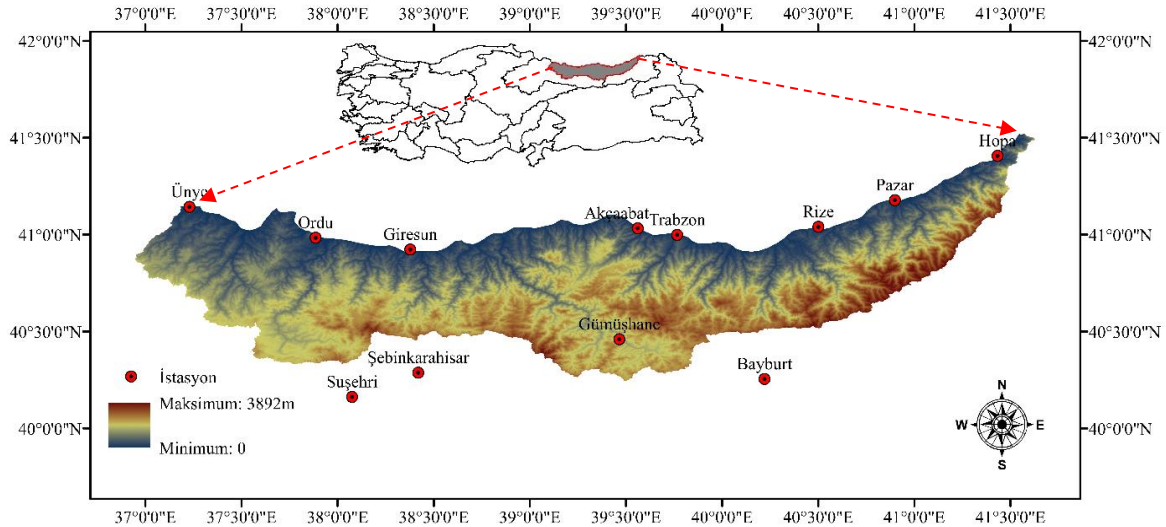 37°0'0"E 37°30'0"E 38°0'0"E 38°30'0"E 39°0'0"E 39°30'0"E 40°0'0"E 40°30'0"E 41°0'0"E 41°30'0"E
42°0'0"N 42°0'0"N
41°30'0"N 41°30'0"N
Hopa
Pazar
Ünye
Ordu
Giresun
Akçaabat
Trabzon
Rize
41°0'0"N 41°0'0"N
40°30'0"N 40°30'0"N
Gümüşhane
Şebinkarahisar
Suşehri
Bayburt
İstasyon
Maksimum: 3892m
Minimum: 0
40°0'0"N 40°0'0"N
N
W E
S
37°0'0"E 37°30'0"E 38°0'0"E 38°30'0"E 39°0'0"E 39°30'0"E 40°0'0"E 40°30'0"E 41°0'0"E 41°30'0"E